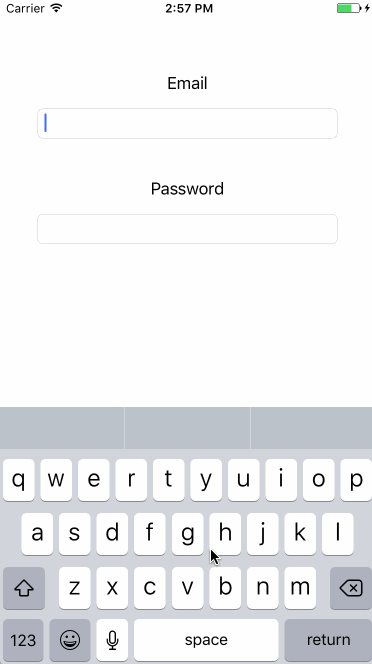 Carrier 2:57 PM
Email
Password
q w e r t y u i o p
a s d f g h j k l
z x c v b n m
123 space return